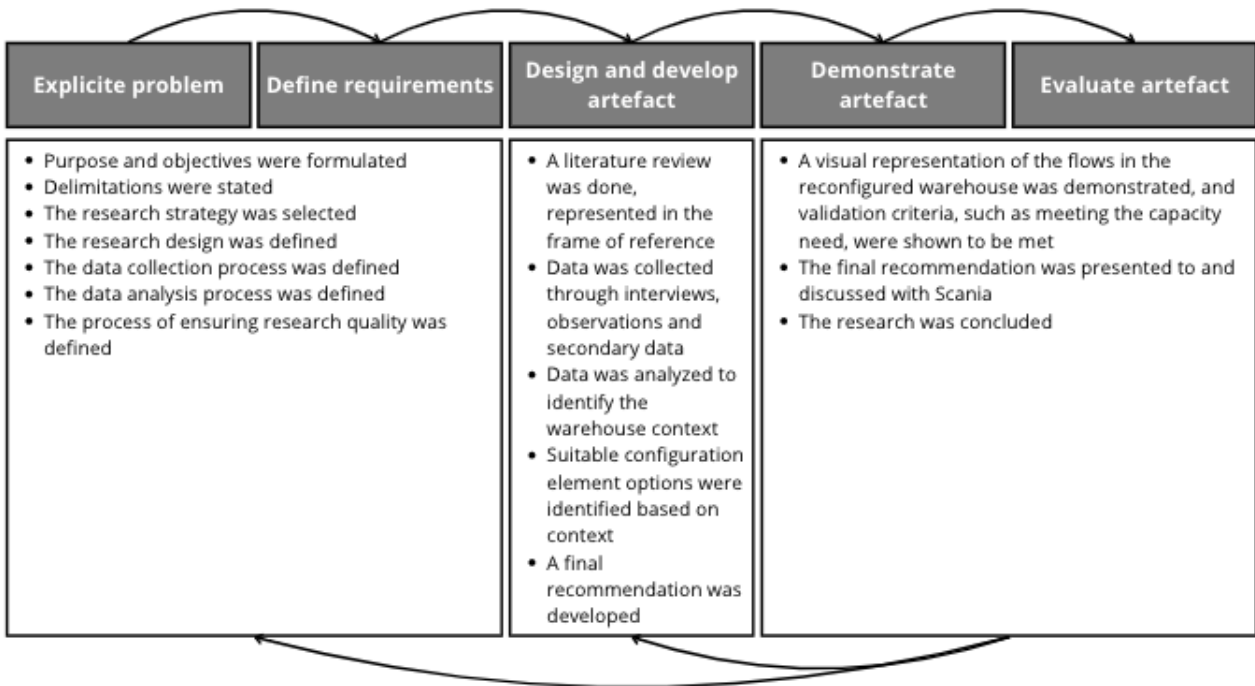 Explicite problem
Define requirements
Design and develop
artefact
Demonstrate
artefact
Evaluate artefact
• Purpose and objectives were formulated
• Delimitations were stated
• The research strategy was selected
• The research design was defined
• The data collection process was defined
• The data analysis process was defined
• The process of ensuring research quality was
defined
• A literature review
was done,
represented in the
frame of reference
• Data was collected
through interviews,
observations and
secondary data
• Data was analyzed to
identify the
warehouse context
• Suitable configuration
element options were
identified based on
context
• A final
recommendation was
developed
• A visual representation of the flows in the
reconfigured warehouse was demonstrated, and
validation criteria, such as meeting the capacity
need, were shown to be met
• The final recommendation was presented to and
discussed with Scania
• The research was concluded